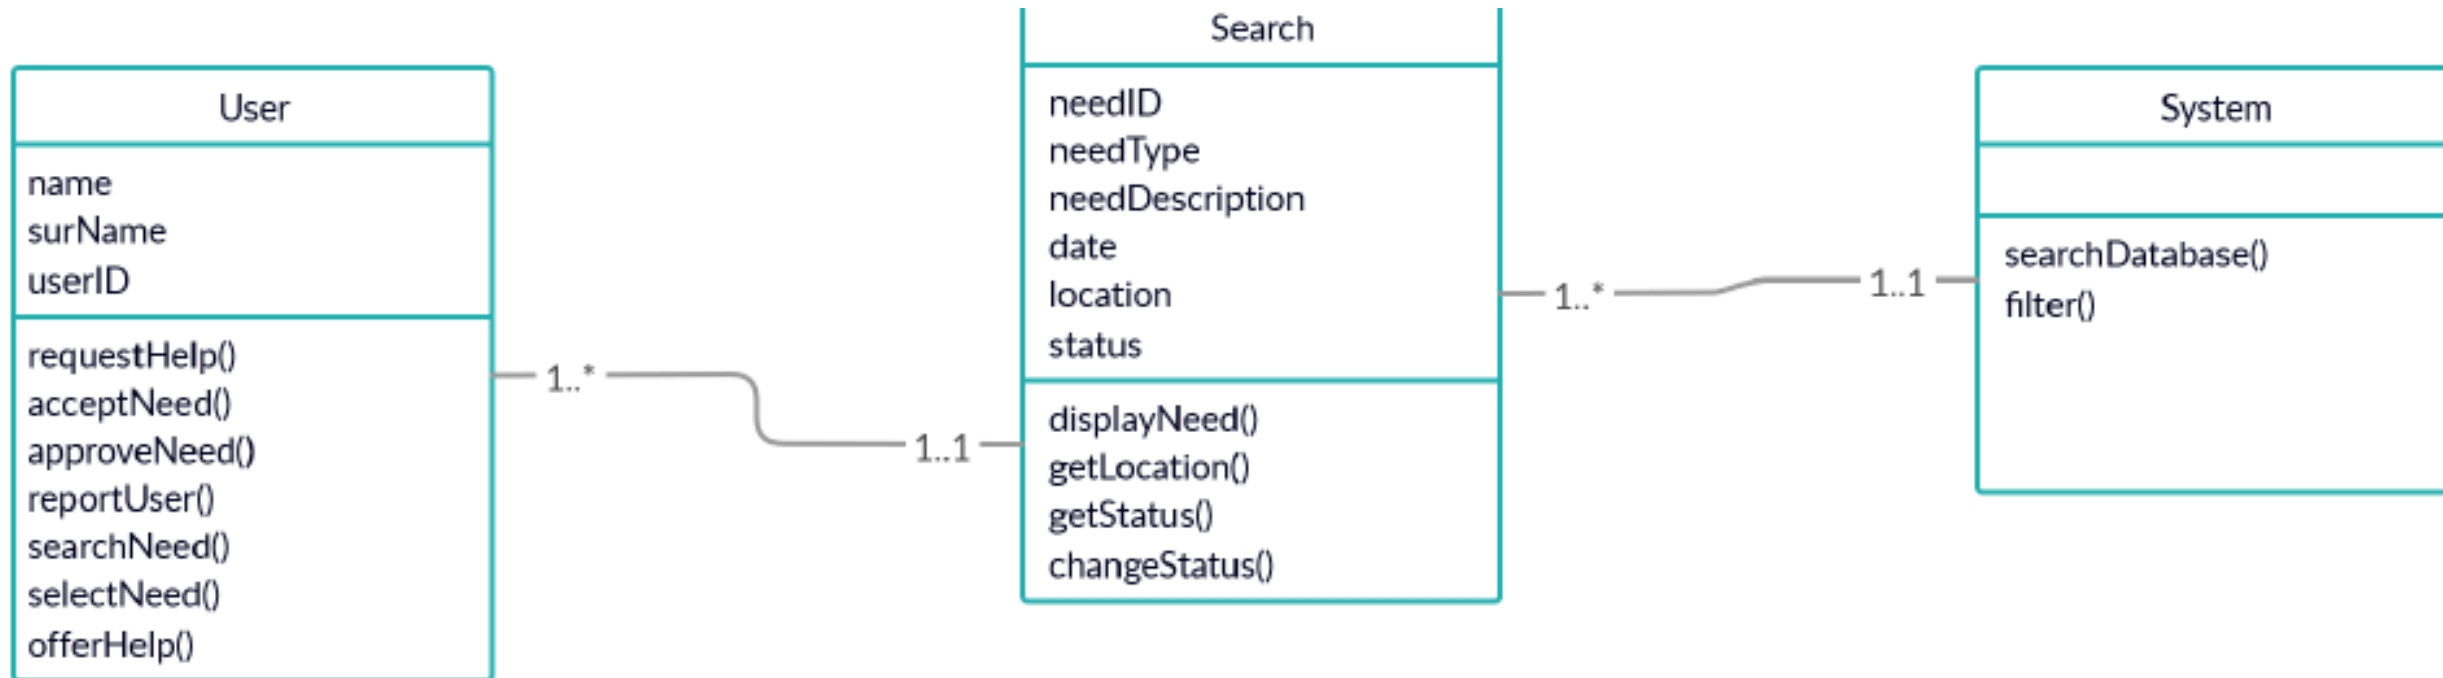 User
name
surName
userID
requestHelp()
acceptNeed()
approveNeed()
reportUser()
searchNeed()
selectNeed()
offerHelp()
1..*
1..1
Search
needID
needType
needDescription
date
location
status
displayNeed()
getLocation()
getStatus()
changeStatus()
1..*
1..1
System
searchDatabase()
filter()